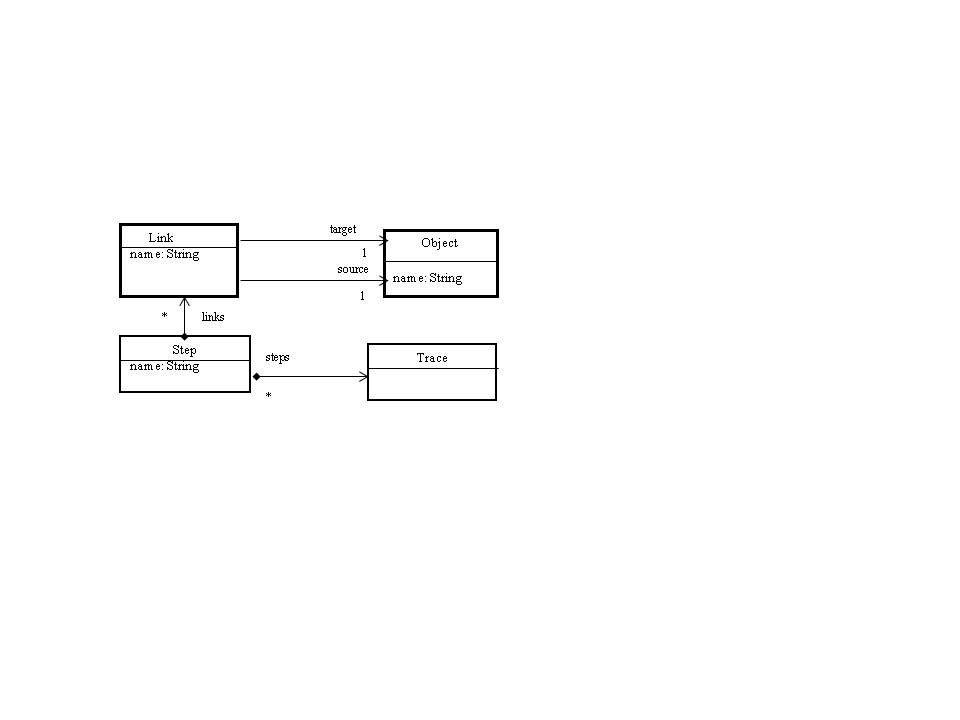 Link
name: String
target
1
source
1
Object
name: String
*
links
Step
name: String
steps
*
Trace